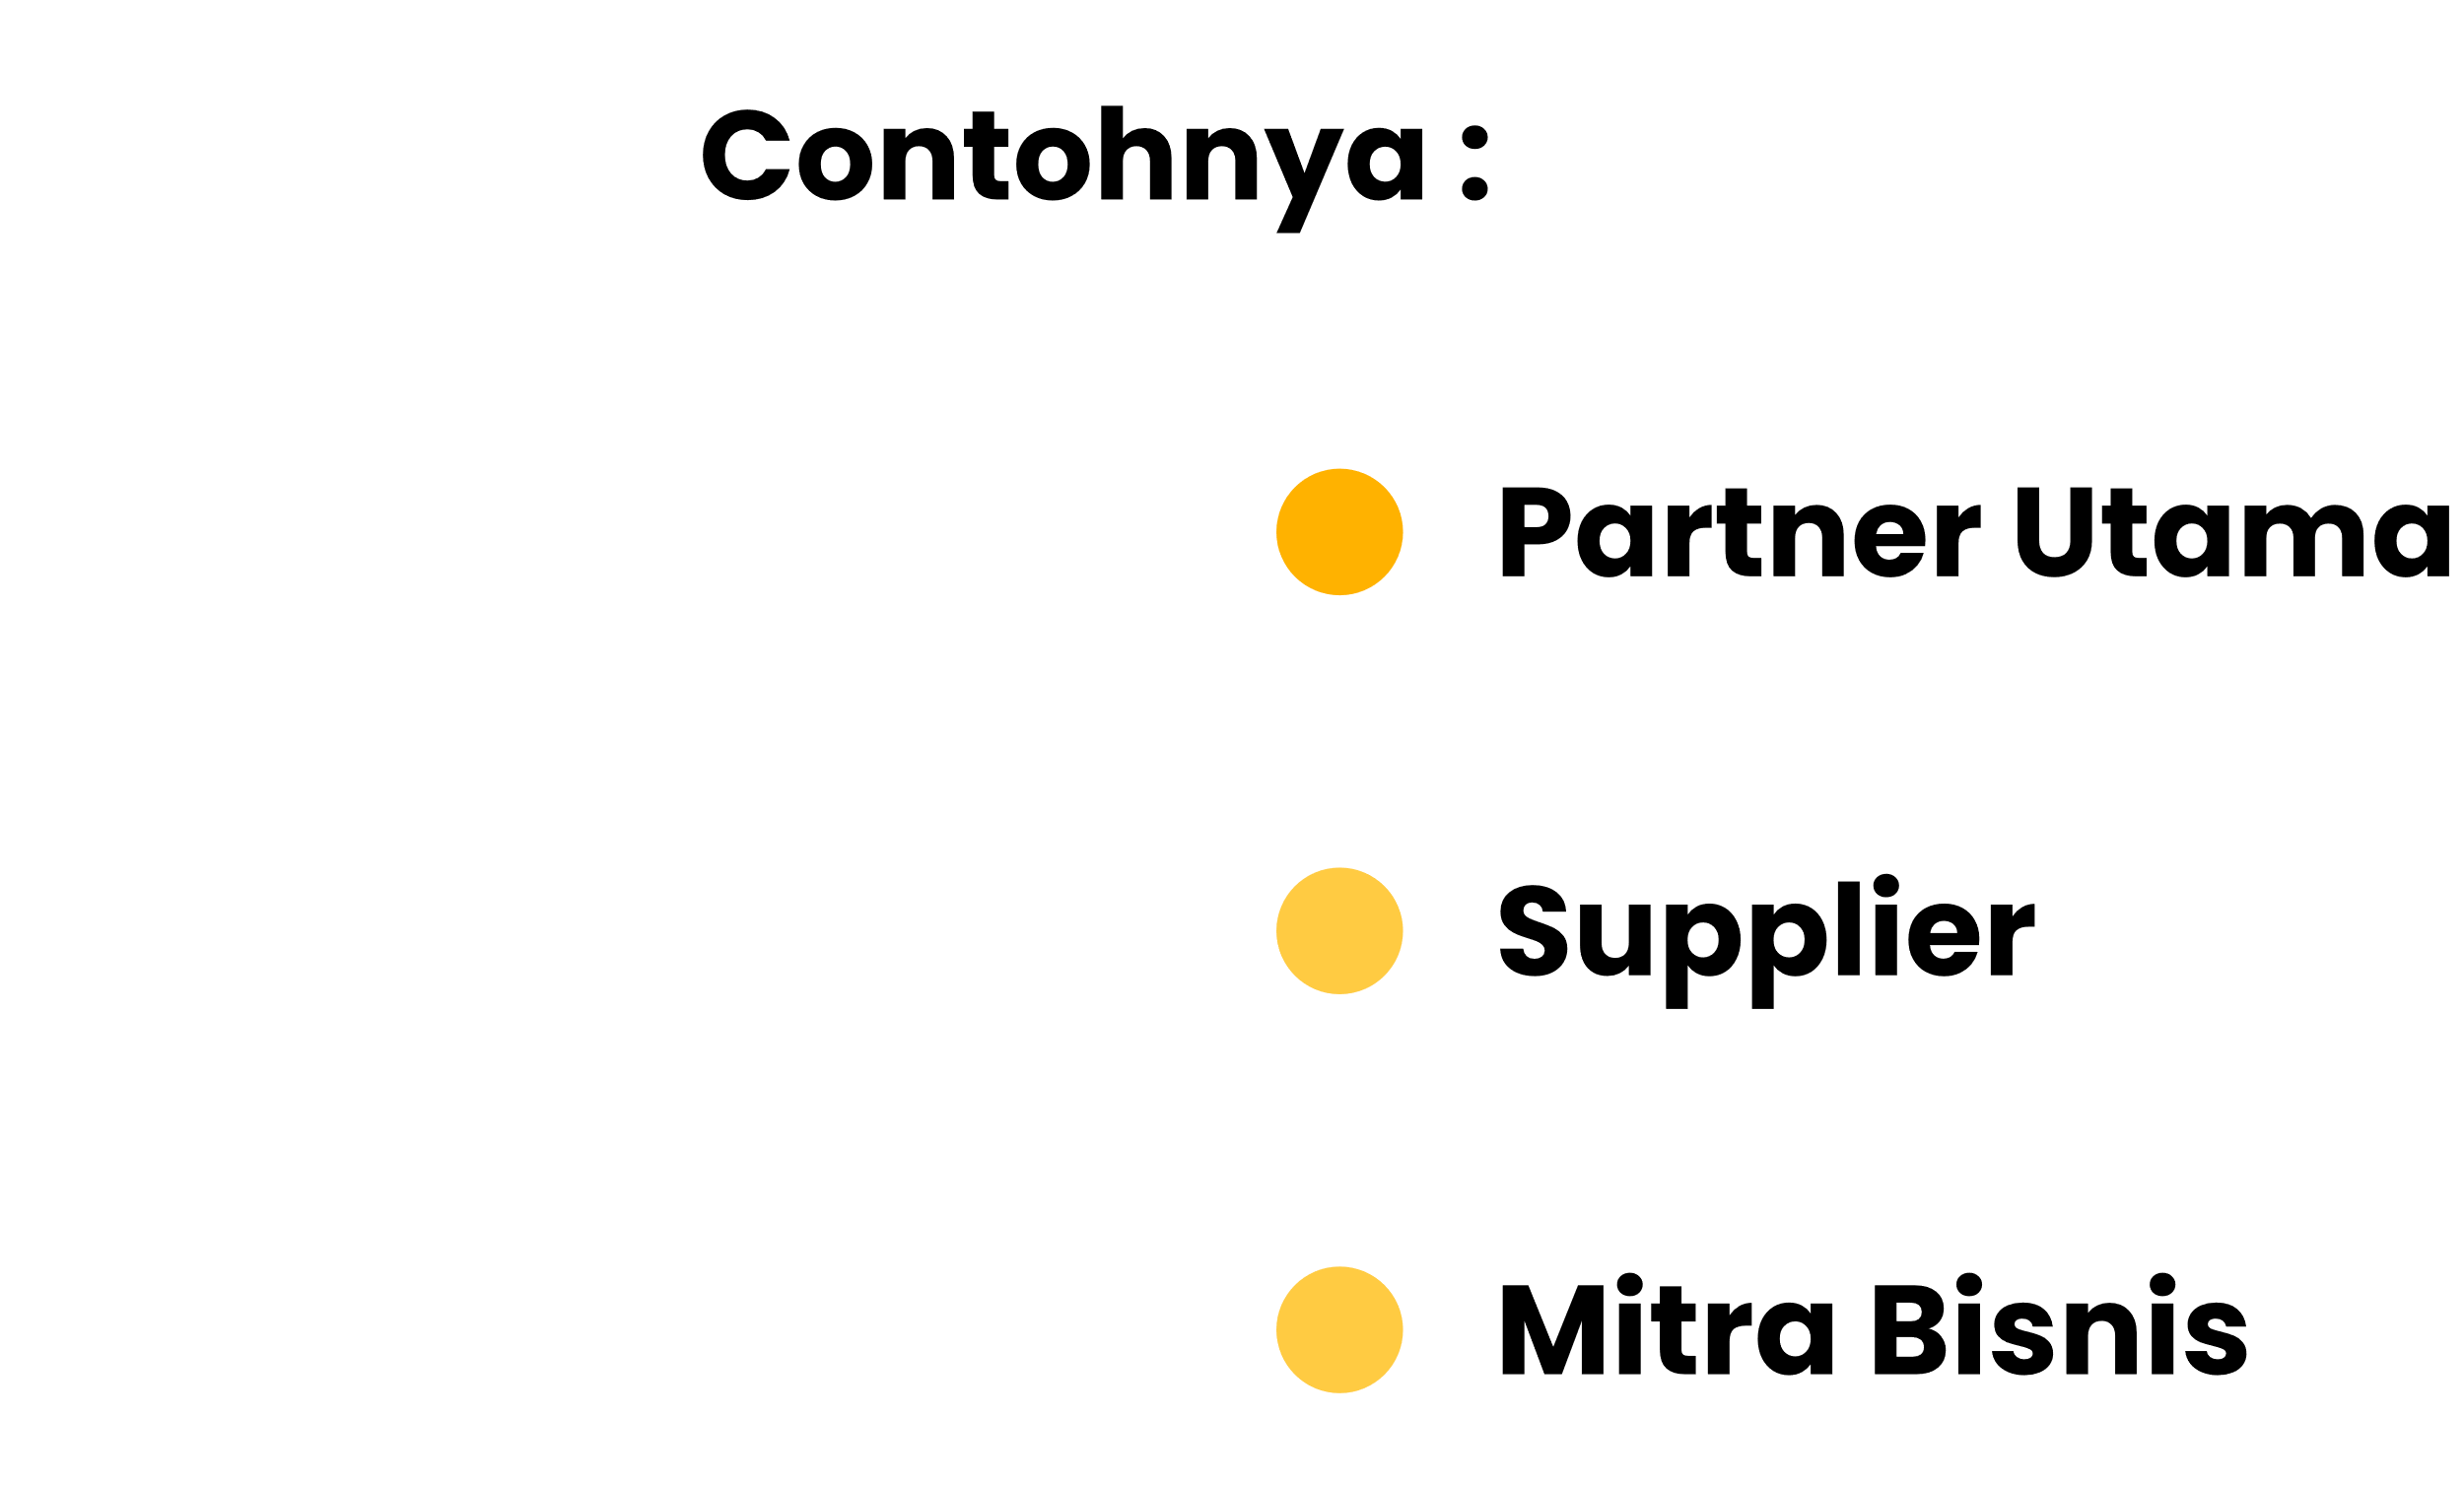 Contohnya :
Partner Utama
Supplier
Mitra Bisnis